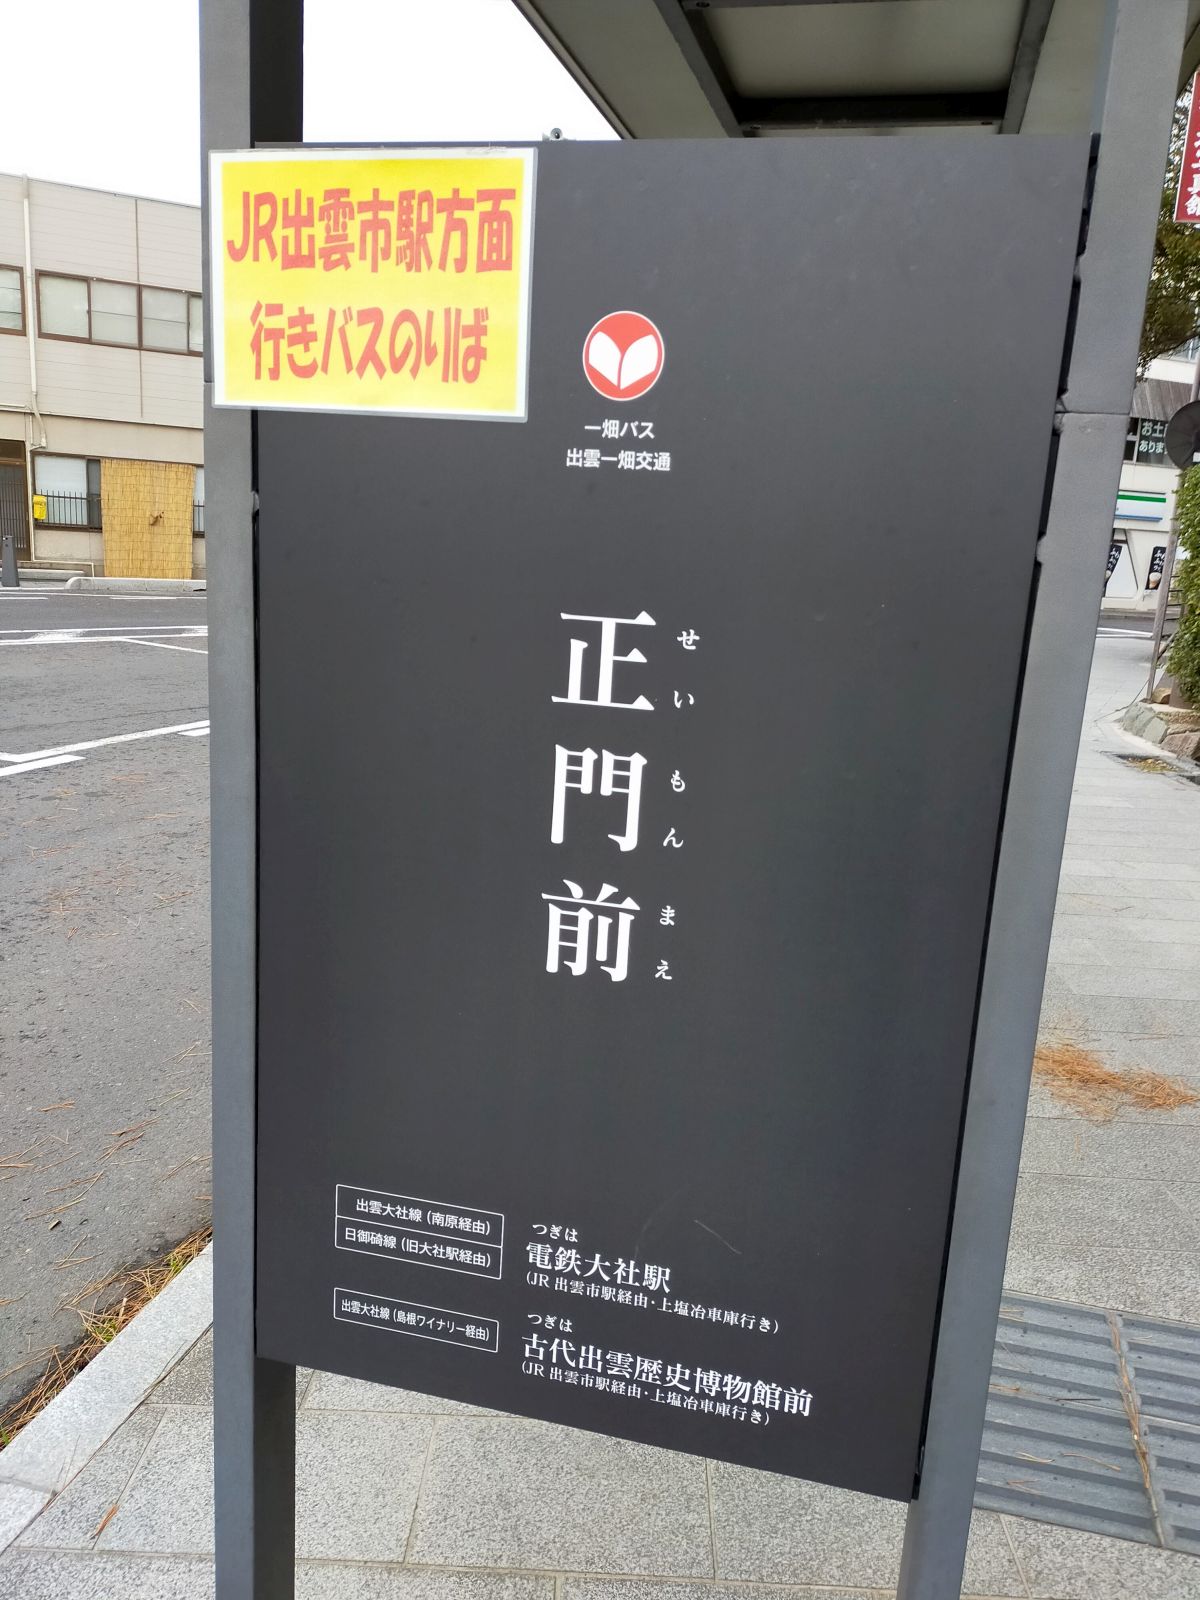 JR出雲市駅方面
行きバスのりば
一畑バス
出雲一畑交通
正門前
せいもんまえ
出雲大社線（南原経由）
日御碕線（旧大社駅経由）
つぎは
電鉄大社駅
（JR 出雲市駅経由・上塩冶車庫行き）
出雲大社線（島根ワイナリー経由）
つぎは
古代出雲歴史博物館前
（JR 出雲市駅経由・上塩冶車庫行き）
お土
あります